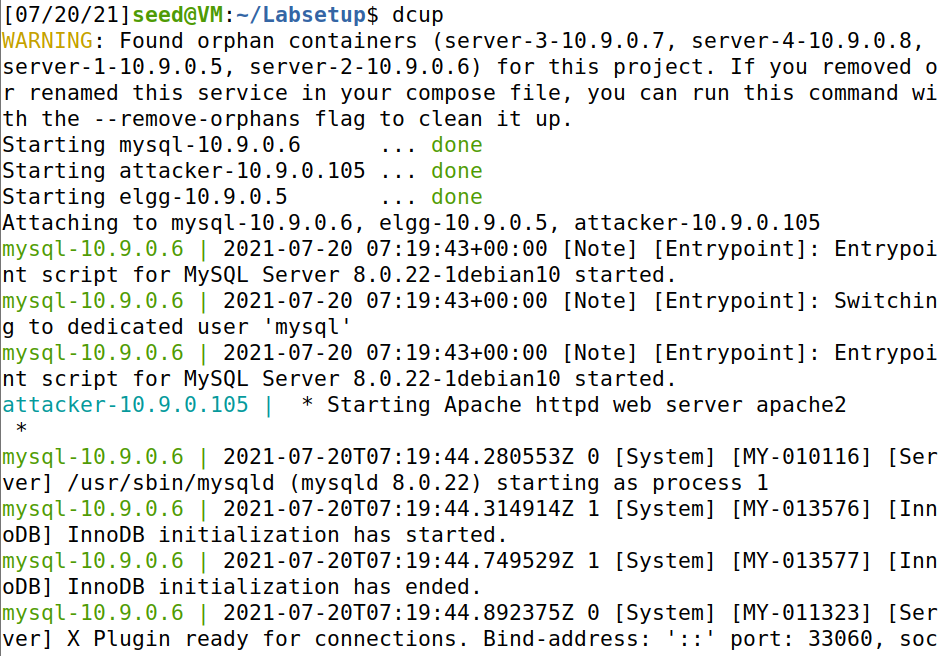 [07/20/21]seed@VM:~/Labsetup$ dcup
WARNING: Found orphan containers (server-3-10.9.0.7, server-4-10.9.0.8,
server-1-10.9.0.5, server-2-10.9.0.6) for this project. If you removed o
r renamed this service in your compose file, you can run this command wi
th the --remove-orphans flag to clean it up.
Starting mysql-10.9.0.6      ... done
Starting attacker-10.9.0.105 ... done
Starting elgg-10.9.0.5       ... done
Attaching to mysql-10.9.0.6, elgg-10.9.0.5, attacker-10.9.0.105
mysql-10.9.0.6 | 2021-07-20 07:19:43+00:00 [Note] [Entrypoint]: Entrypoi
nt script for MySQL Server 8.0.22-1debian10 started.
mysql-10.9.0.6 | 2021-07-20 07:19:43+00:00 [Note] [Entrypoint]: Switchin
g to dedicated user 'mysql'
mysql-10.9.0.6 | 2021-07-20 07:19:43+00:00 [Note] [Entrypoint]: Entrypoi
nt script for MySQL Server 8.0.22-1debian10 started.
attacker-10.9.0.105 |  * Starting Apache httpd web server apache2
 *
mysql-10.9.0.6 | 2021-07-20T07:19:44.280553Z 0 [System] [MY-010116] [Ser
ver] /usr/sbin/mysqld (mysqld 8.0.22) starting as process 1
mysql-10.9.0.6 | 2021-07-20T07:19:44.314914Z 1 [System] [MY-013576] [Inn
oDB] InnoDB initialization has started.
mysql-10.9.0.6 | 2021-07-20T07:19:44.749529Z 1 [System] [MY-013577] [Inn
oDB] InnoDB initialization has ended.
mysql-10.9.0.6 | 2021-07-20T07:19:44.892375Z 0 [System] [MY-011323] [Ser
ver] X Plugin ready for connections. Bind-address: '::' port: 33060, soc